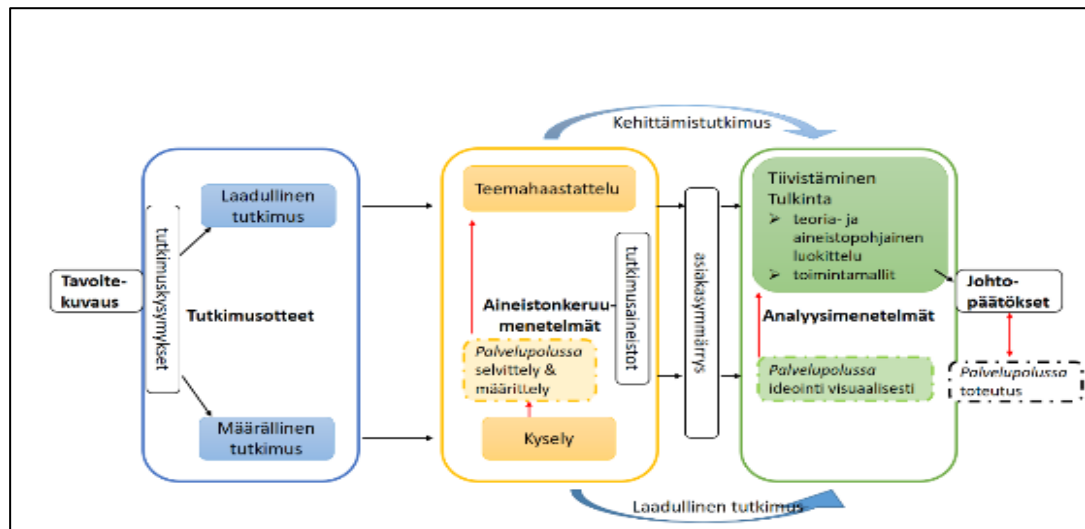 Kehittämistutkimus
Tavoite-
kuvaus
tutkimuskysymykset
Laadullinen
tutkimus
Tutkimusotteet
Määrällinen
tutkimus
Teemahaastattelu
Aineistonkeruu-
menetelmät
Palvelupolussa
selvittely &
määrittely
Kysely
tutkimusaineistot
asiakasymmärrys
Tiivistäminen
Tulkinta
➢ teoria- ja
aineistopohjainen
luokittelu
➢ toimintamallit
Analyysimenetelmät
Palvelupolussa
ideointi visuaalisesti
Johto-
päätökset
Palvelupolussa
toteutus
Laadullinen tutkimus